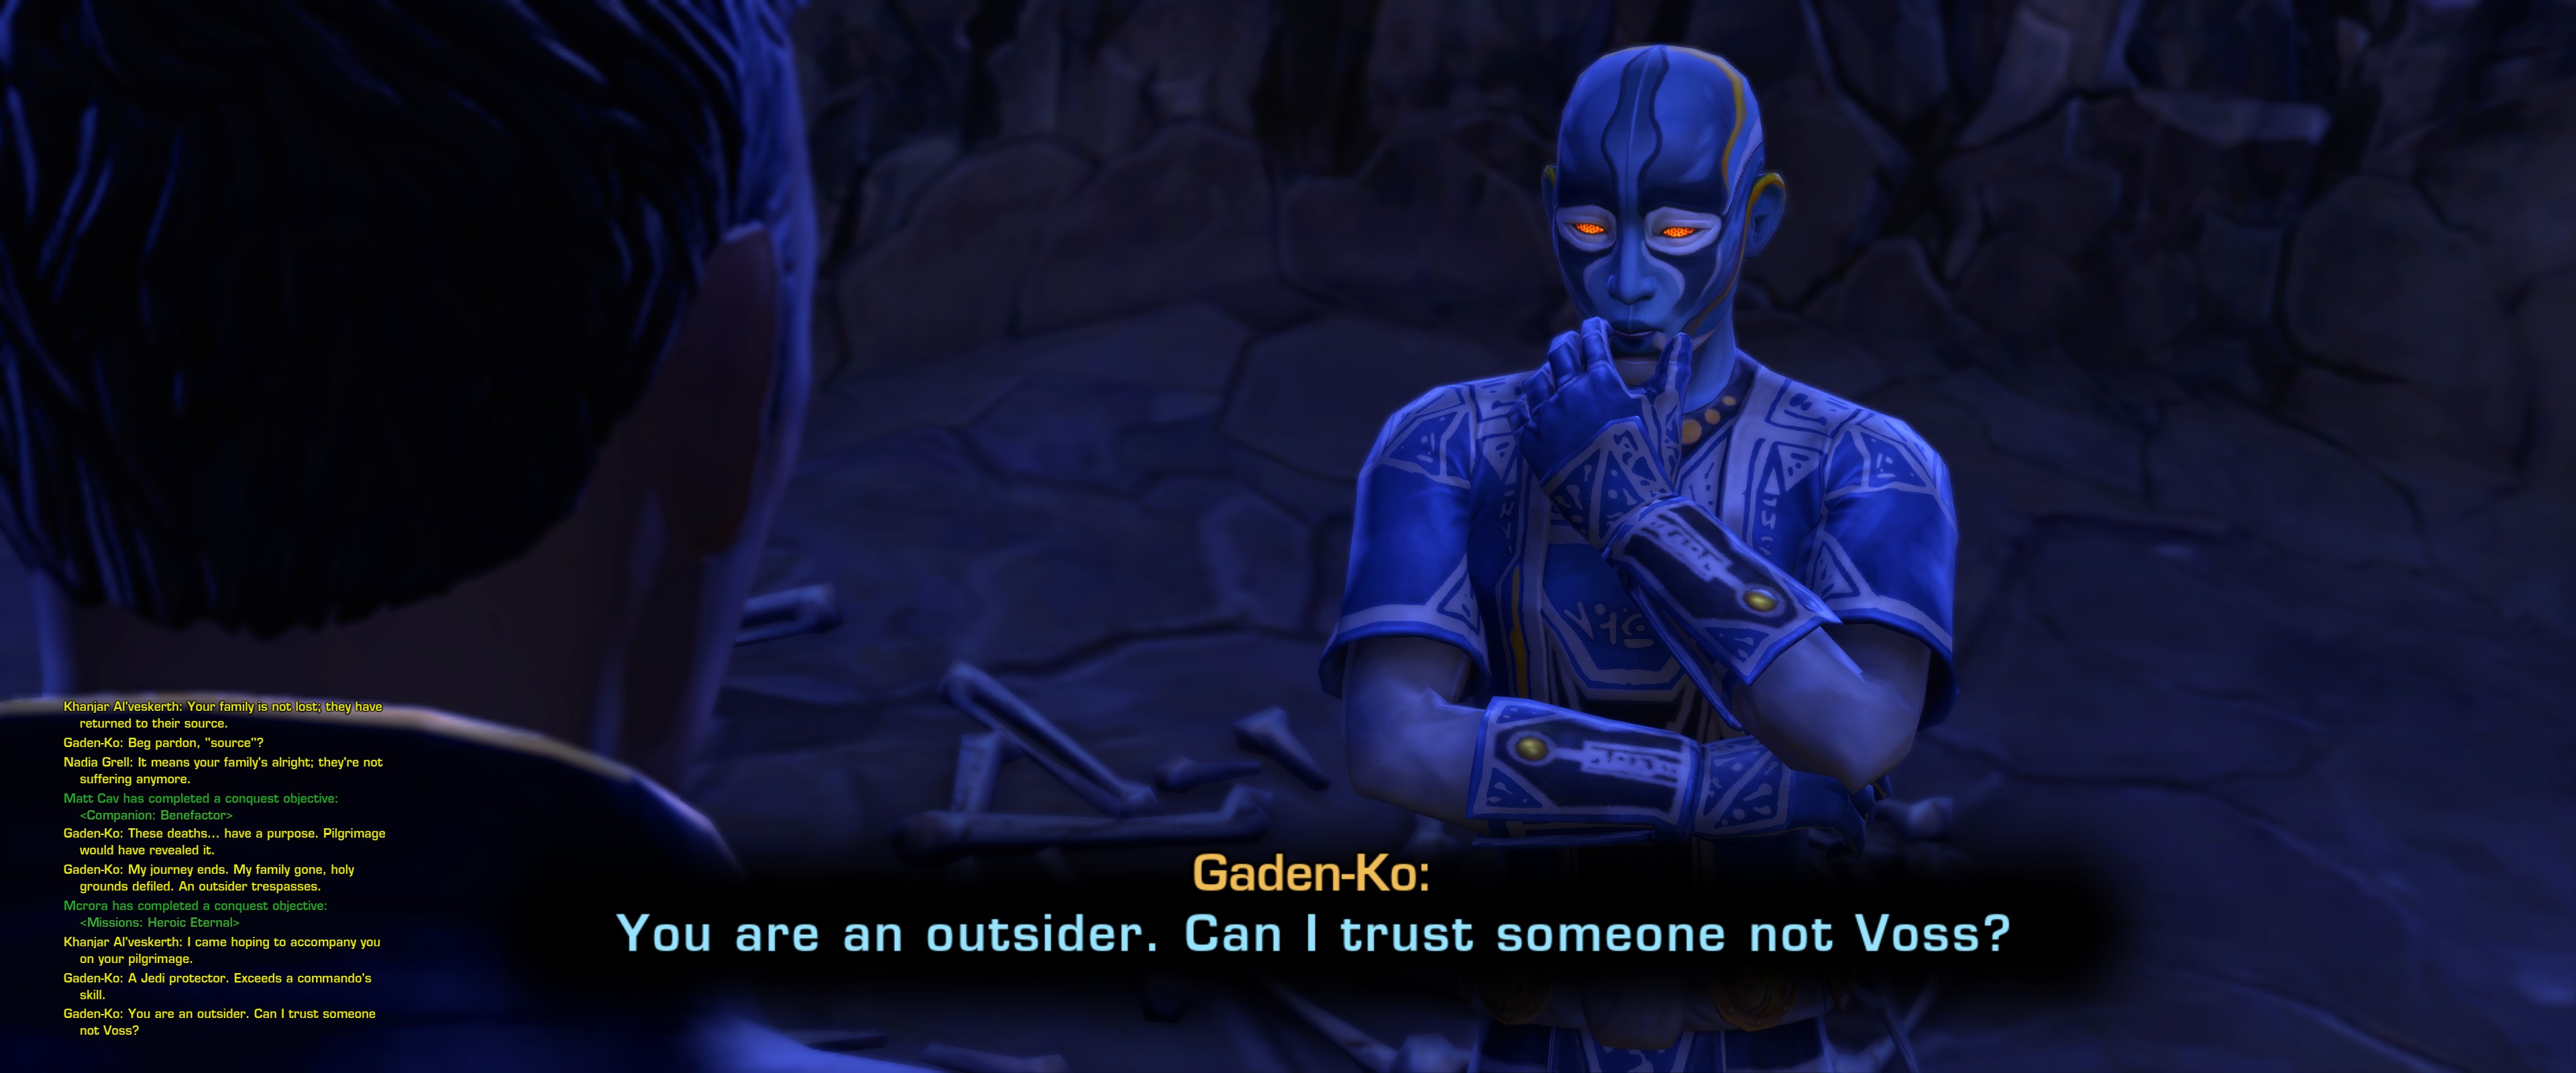 Khanjar Al'veskerth: Your family is not lost; they have
returned to their source.
Gaden-Ko: Beg pardon, "source"?
Nadia Grell: It means your family's alright; they're not
suffering anymore.
Matt Cav has completed a conquest objective:
<Companion: Benefactor>
Gaden-Ko: These deaths... have a purpose. Pilgrimage
would have revealed it.
Gaden-Ko: My journey ends. My family gone, holy
grounds defiled. An outsider trespasses.
Mcrora has completed a conquest objective:
<Missions: Heroic Eternal>
Khanjar Al'veskerth: I came hoping to accompany you
on your pilgrimage.
Gaden-Ko: A Jedi protector. Exceeds a commando's
skill.
Gaden-Ko: You are an outsider. Can I trust someone
not Voss?
Gaden-Ko:
You are an outsider. Can I trust someone not Voss?